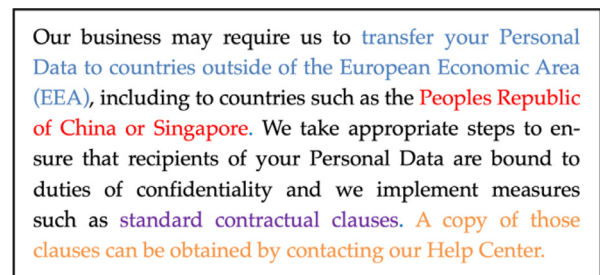 Our business may require us to transfer your Personal
Data to countries outside of the European Economic Area
(EEA), including to countries such as the Peoples Republic
of China or Singapore. We take appropriate steps to en-
sure that recipients of your Personal Data are bound to
duties of confidentiality and we implement measures
such as standard contractual clauses. A copy of those
clauses can be obtained by contacting our Help Center.